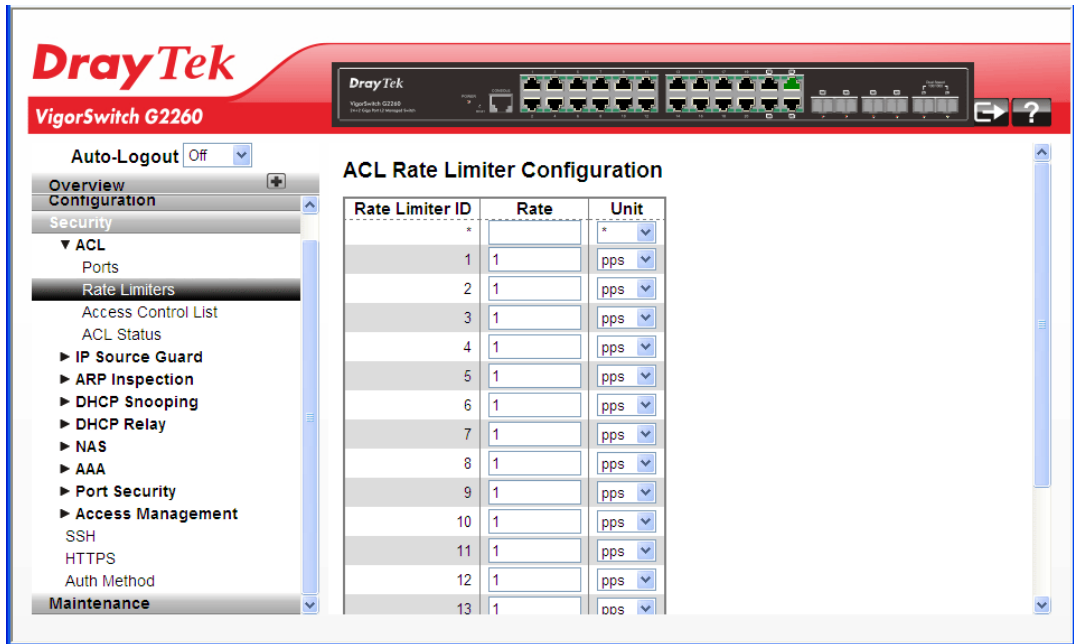 DrayTek
VigorSwitch G2260
DrayTek
VigorSwitch G2260
Auto-Logout Off
Overview
Configuration
Security
▼ ACL
Ports
Rate Limiters
Access Control List
ACL Status
► IP Source Guard
► ARP Inspection
► DHCP Snooping
► DHCP Relay
► NAS
► AAA
► Port Security
► Access Management
SSH
HTTPS
Auth Method
Maintenance
ACL Rate Limiter Configuration
Rate Limiter ID Rate Unit
* *
1 1 pps
2 1 pps
3 1 pps
4 1 pps
5 1 pps
6 1 pps
7 1 pps
8 1 pps
9 1 pps
10 1 pps
11 1 pps
12 1 pps
13 1 pps